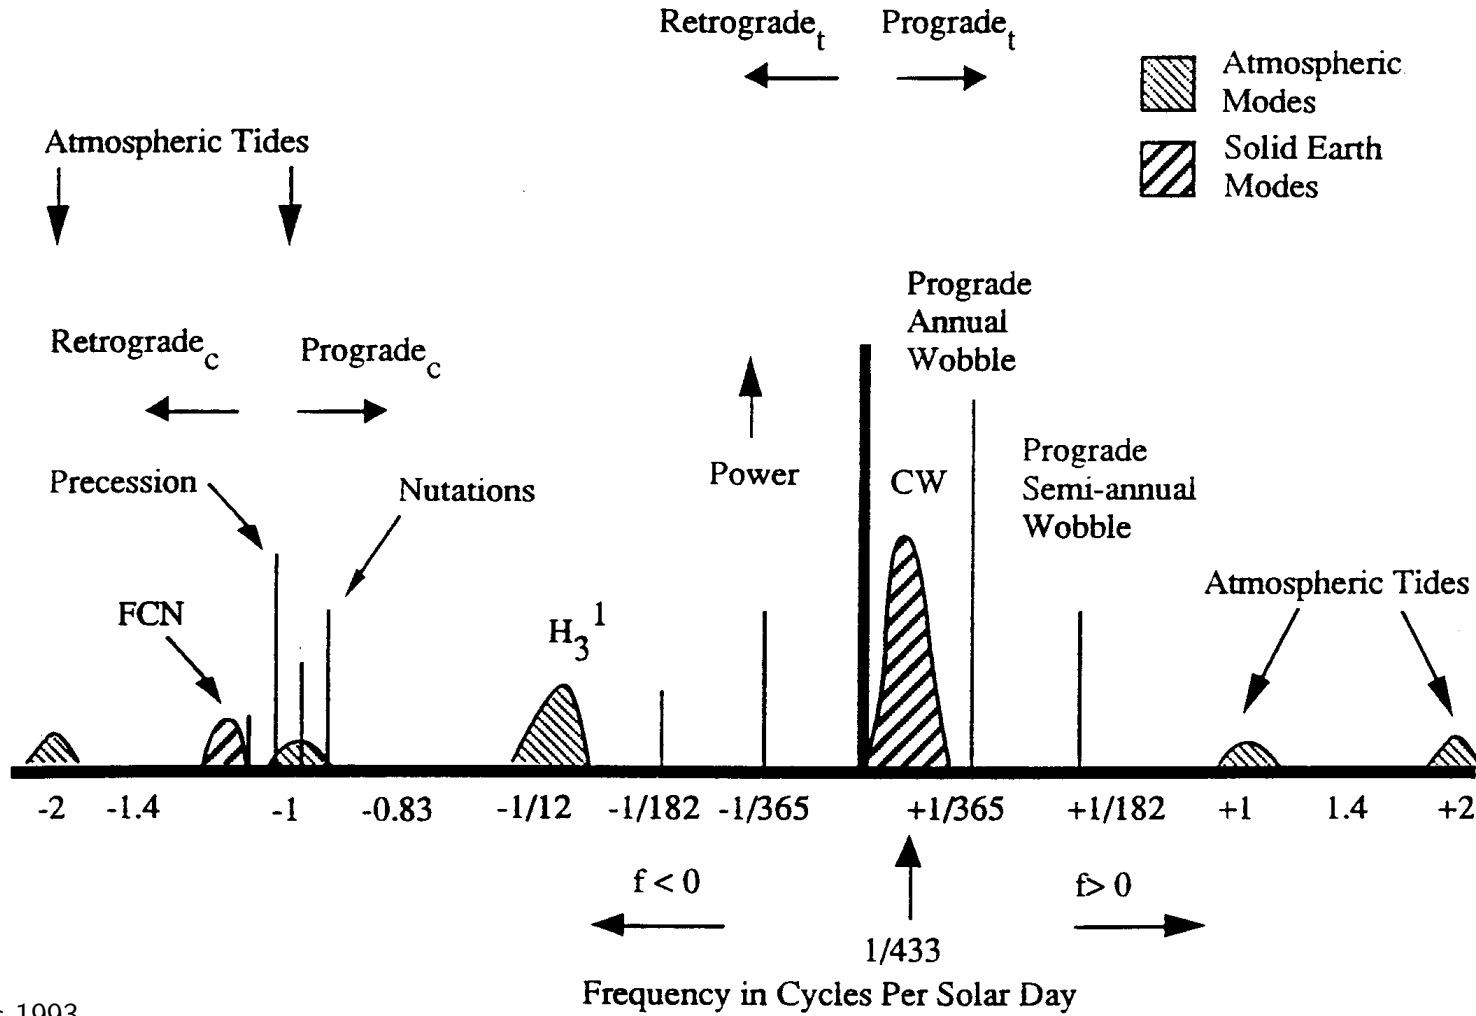 Retrograde_t Prograde_t
Atmospheric
Modes
Solid Earth
Modes
Atmospheric Tides
Prograde
Annual
Wobble
Retrograde_c Prograde_c
Precession
Nutations
Power
CW
Prograde
Semi-annual
Wobble
FCN
H_3^1
Atmospheric Tides
-2 -1.4 -1 -0.83 -1/12 -1/182 -1/365 +1/365 +1/182 +1 1.4 +2
f < 0 f> 0
1/433
Frequency in Cycles Per Solar Day
1993